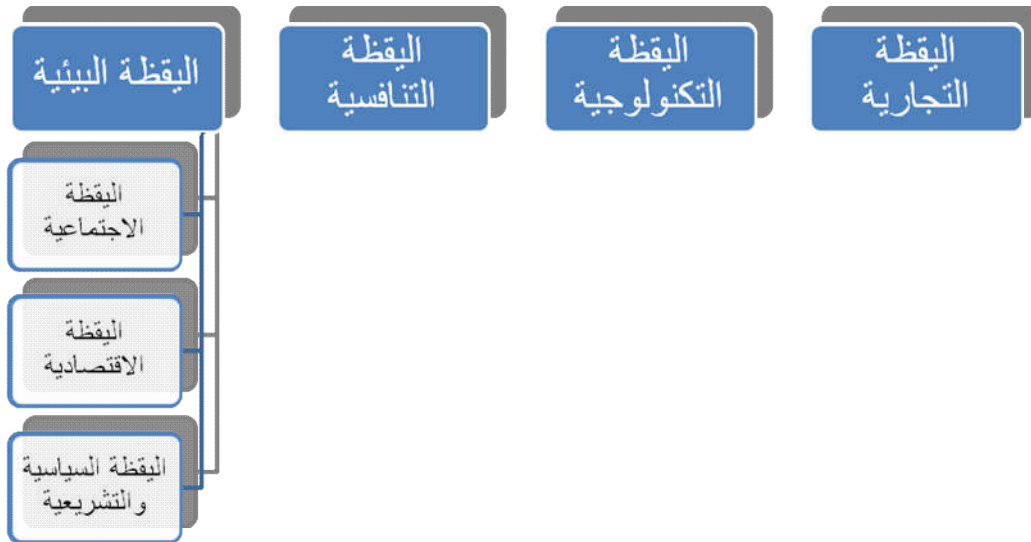 اليقظة
التجارية
اليقظة
التكنولوجية
اليقظة
التنافسية
اليقظة البيئية
اليقظة
الاجتماعية
اليقظة
الاقتصادية
اليقظة السياسية
والتشريعية